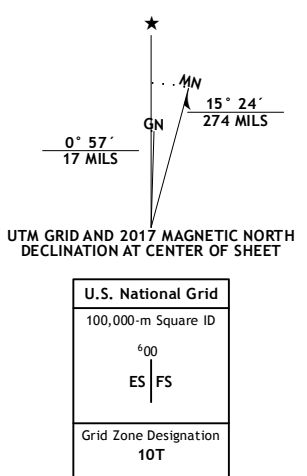 ★
MN
15° 24´
274 MILS
GN
0° 57´
17 MILS
UTM GRID AND 2017 MAGNETIC NORTH
DECLINATION AT CENTER OF SHEET
U.S. National Grid
100,000-m Square ID
⁶00
ES FS
Grid Zone Designation
10T